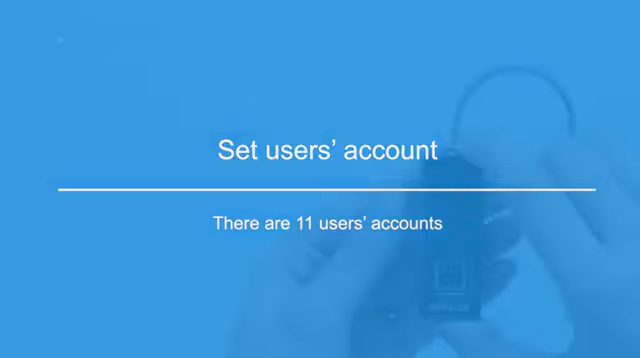 Set users’ account
There are 11 users’ accounts